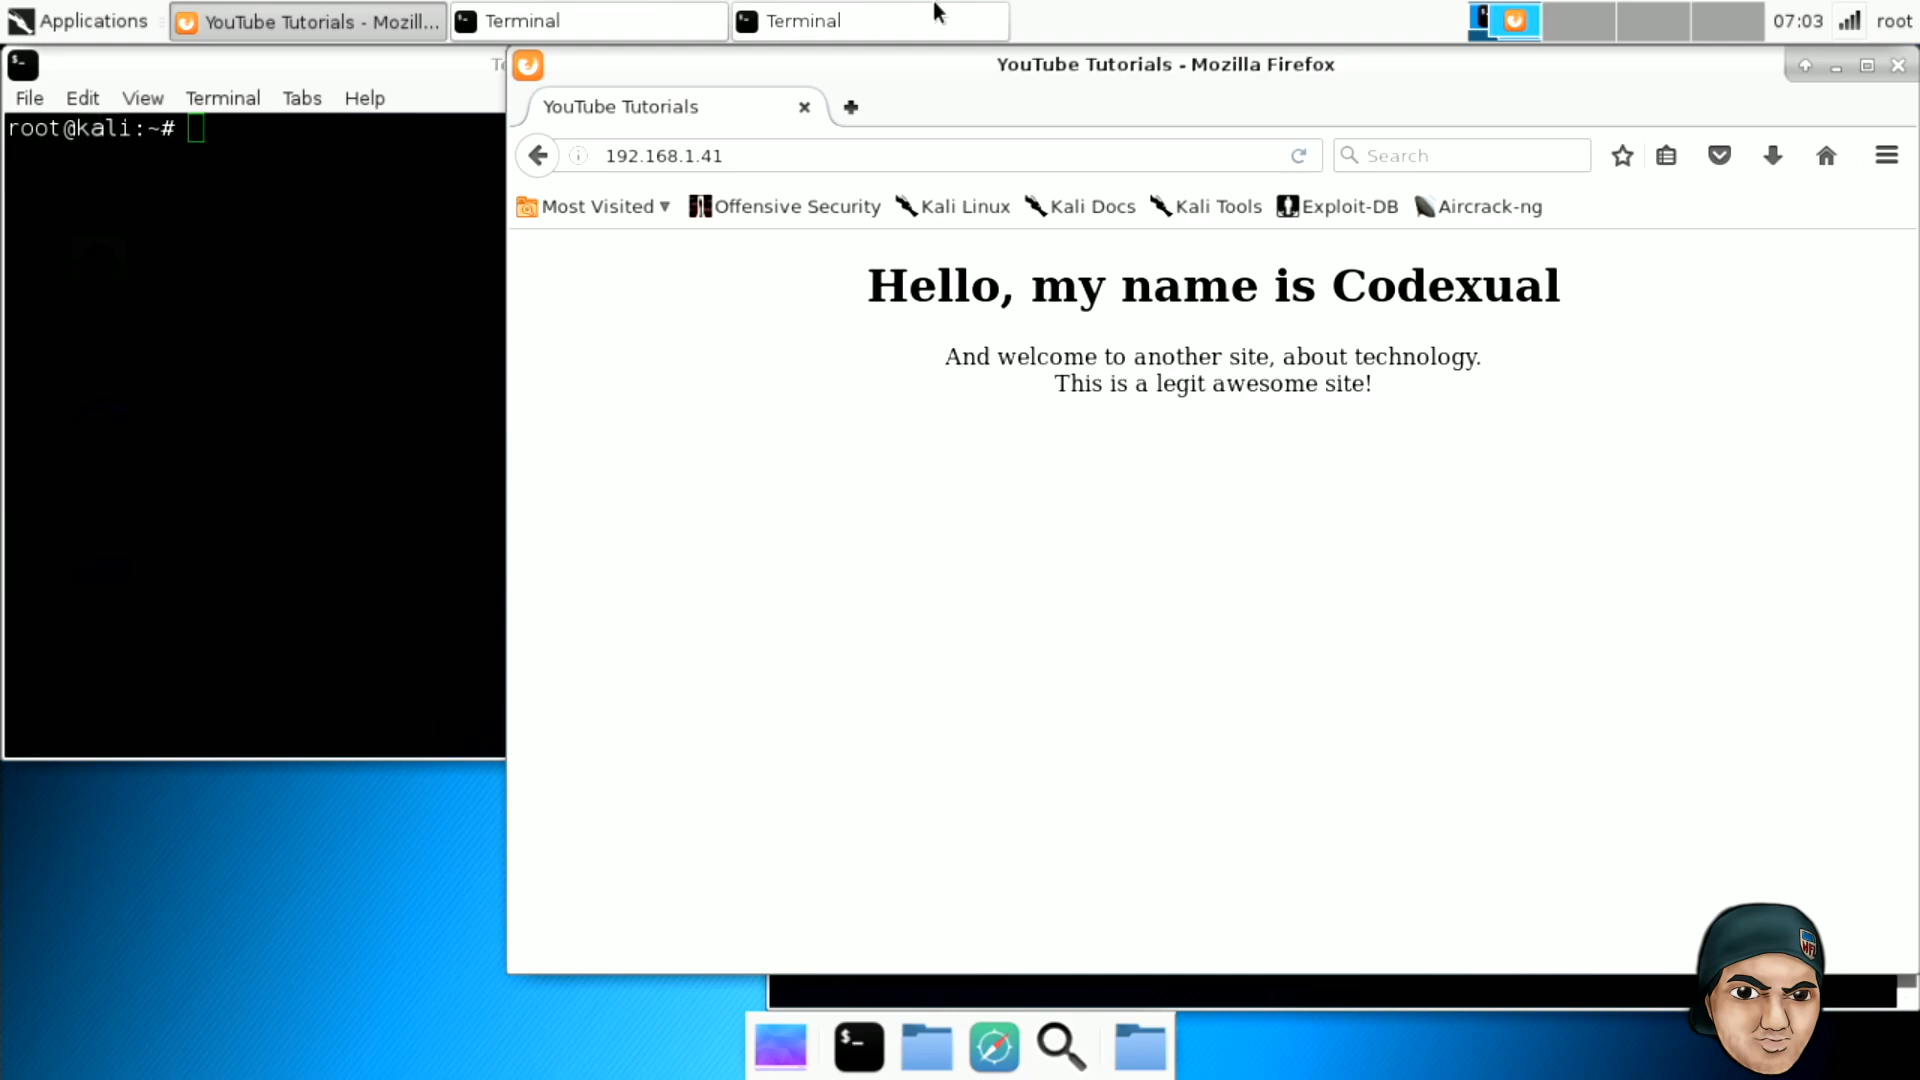 Applications
YouTube Tutorials - Mozill...
Terminal
Terminal
07:03
root
YouTube Tutorials - Mozilla Firefox
File Edit View Terminal Tabs Help
root@kali:~#
YouTube Tutorials
192.168.1.41
Search
Most Visited
Offensive Security
Kali Linux
Kali Docs
Kali Tools
Exploit-DB
Aircrack-ng
Hello, my name is Codexual
And welcome to another site, about technology.
This is a legit awesome site!
$_
NFL